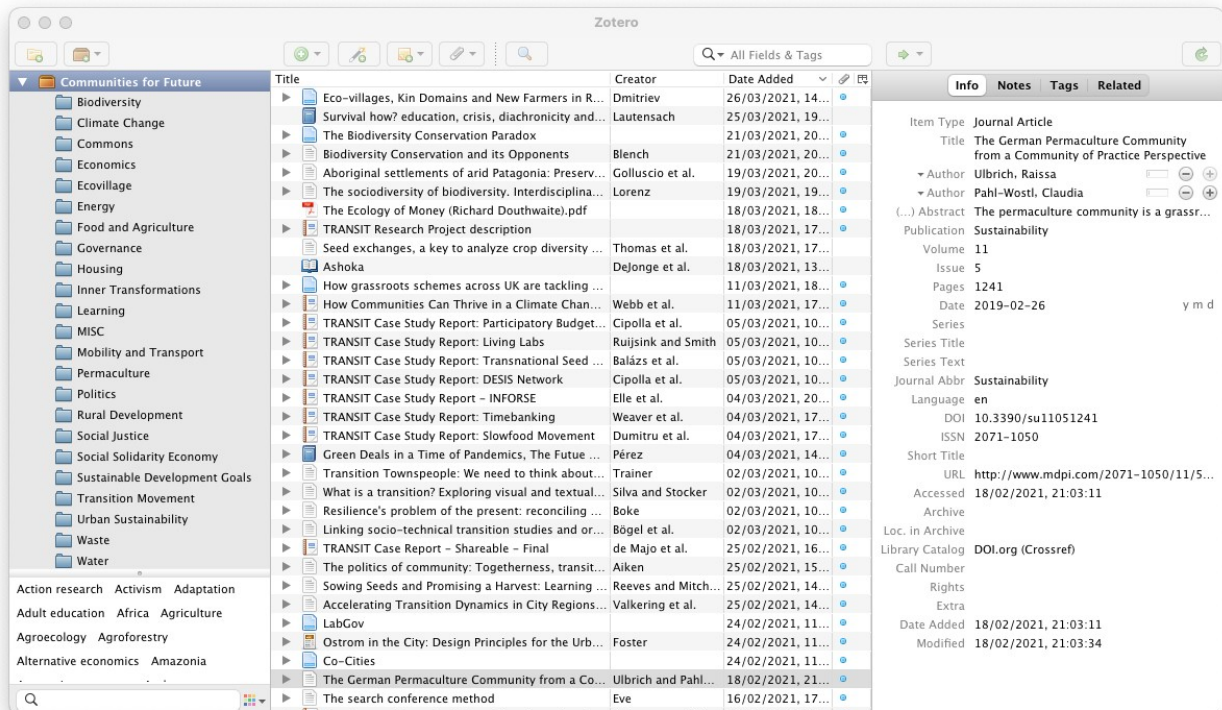 Zotero
All Fields & Tags
Communities for Future
Biodiversity
Climate Change
Commons
Economics
Ecovillage
Energy
Food and Agriculture
Governance
Housing
Inner Transformations
Learning
MISC
Mobility and Transport
Permaculture
Politics
Rural Development
Social Justice
Social Solidarity Economy
Sustainable Development Goals
Transition Movement
Urban Sustainability
Waste
Water
Action research Activism Adaptation
Adult education Africa Agriculture
Agroecology Agroforestry
Alternative economics Amazonia
Title Creator Date Added
Eco-villages, Kin Domains and New Farmers in R... Dmitriev 26/03/2021, 14...
Survival how? education, crisis, diachronicity and... Lautensach 25/03/2021, 19...
The Biodiversity Conservation Paradox 21/03/2021, 20...
Biodiversity Conservation and its Opponents Blench 21/03/2021, 20...
Aboriginal settlements of arid Patagonia: Preserv... Golluscio et al. 19/03/2021, 20...
The sociodiversity of biodiversity. Interdisciplina... Lorenz 19/03/2021, 19...
The Ecology of Money (Richard Douthwaite).pdf 18/03/2021, 18...
TRANSIT Research Project description 18/03/2021, 17...
Seed exchanges, a key to analyze crop diversity ... Thomas et al. 18/03/2021, 17...
Ashoka DeJonge et al. 18/03/2021, 13...
How grassroots schemes across UK are tackling ... 11/03/2021, 18...
How Communities Can Thrive in a Climate Chan... Webb et al. 11/03/2021, 17...
TRANSIT Case Study Report: Participatory Budget... Cipolla et al. 05/03/2021, 10...
TRANSIT Case Study Report: Living Labs Ruijsink and Smith 05/03/2021, 10...
TRANSIT Case Study Report: Transnational Seed ... Balázs et al. 05/03/2021, 10...
TRANSIT Case Study Report: DESIS Network Cipolla et al. 05/03/2021, 10...
TRANSIT Case Study Report – INFORSE Elle et al. 04/03/2021, 20...
TRANSIT Case Study Report: Timebanking Weaver et al. 04/03/2021, 17...
TRANSIT Case Study Report: Slowfood Movement Dumitru et al. 04/03/2021, 17...
Green Deals in a Time of Pandemics, The Futue ... Pérez 04/03/2021, 14...
Transition Townspeople: We need to think about... Trainer 02/03/2021, 10...
What is a transition? Exploring visual and textual... Silva and Stocker 02/03/2021, 10...
Resilience's problem of the present: reconciling ... Boke 02/03/2021, 10...
Linking socio-technical transition studies and or... Bögel et al. 02/03/2021, 10...
TRANSIT Case Report – Shareable – Final de Majo et al. 25/02/2021, 16...
The politics of community: Togetherness, transit... Aiken 25/02/2021, 15...
Sowing Seeds and Promising a Harvest: Learning ... Reeves and Mitch... 25/02/2021, 14...
Accelerating Transition Dynamics in City Regions... Valkering et al. 25/02/2021, 14...
LabGov 24/02/2021, 11...
Ostrom in the City: Design Principles for the Urb... Foster 24/02/2021, 11...
Co-Cities 24/02/2021, 11...
The German Permaculture Community from a Co... Ulbrich and Pahl... 18/02/2021, 21...
The search conference method Eve 16/02/2021, 17...
Info Notes Tags Related
Item Type Journal Article
Title The German Permaculture Community
from a Community of Practice Perspective
Author Ulbrich, Raissa
Author Pahl-Wostl, Claudia
(...) Abstract The permaculture community is a grassr...
Publication Sustainability
Volume 11
Issue 5
Pages 1241
Date 2019-02-26 y m d
Series
Series Title
Series Text
Journal Abbr Sustainability
Language en
DOI 10.3390/su11051241
ISSN 2071-1050
Short Title
URL http://www.mdpi.com/2071-1050/11/5...
Accessed 18/02/2021, 21:03:11
Archive
Loc. in Archive
Library Catalog DOI.org (Crossref)
Call Number
Rights
Extra
Date Added 18/02/2021, 21:03:11
Modified 18/02/2021, 21:03:34